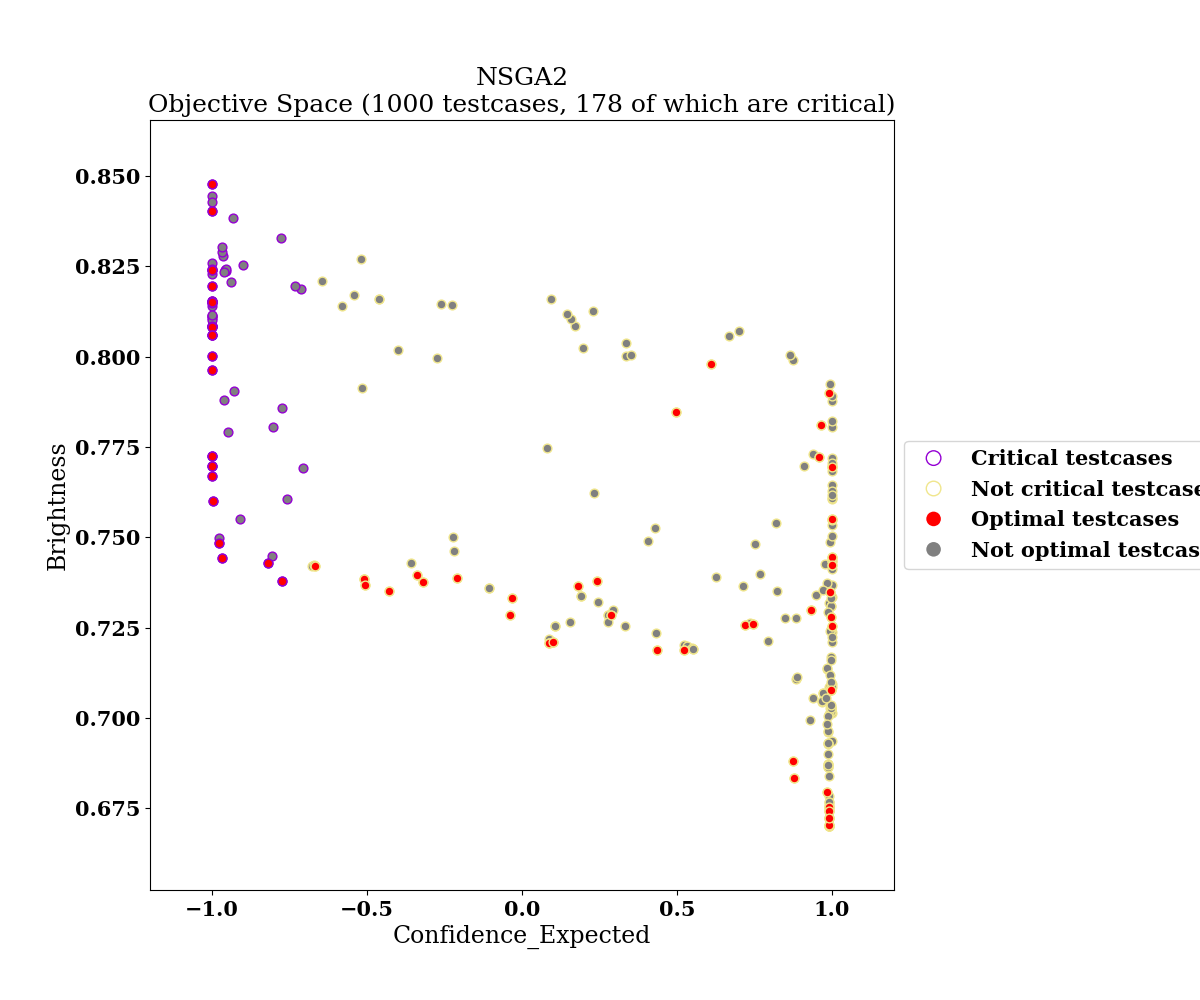 NSGA2
Objective Space (1000 testcases, 178 of which are critical)
0.850
0.825
0.800
0.775
0.750
0.725
0.700
0.675
Brightness
−1.0
−0.5
0.0
0.5
1.0
Confidence_Expected
Critical testcases
Not critical testcase
Optimal testcases
Not optimal testcas